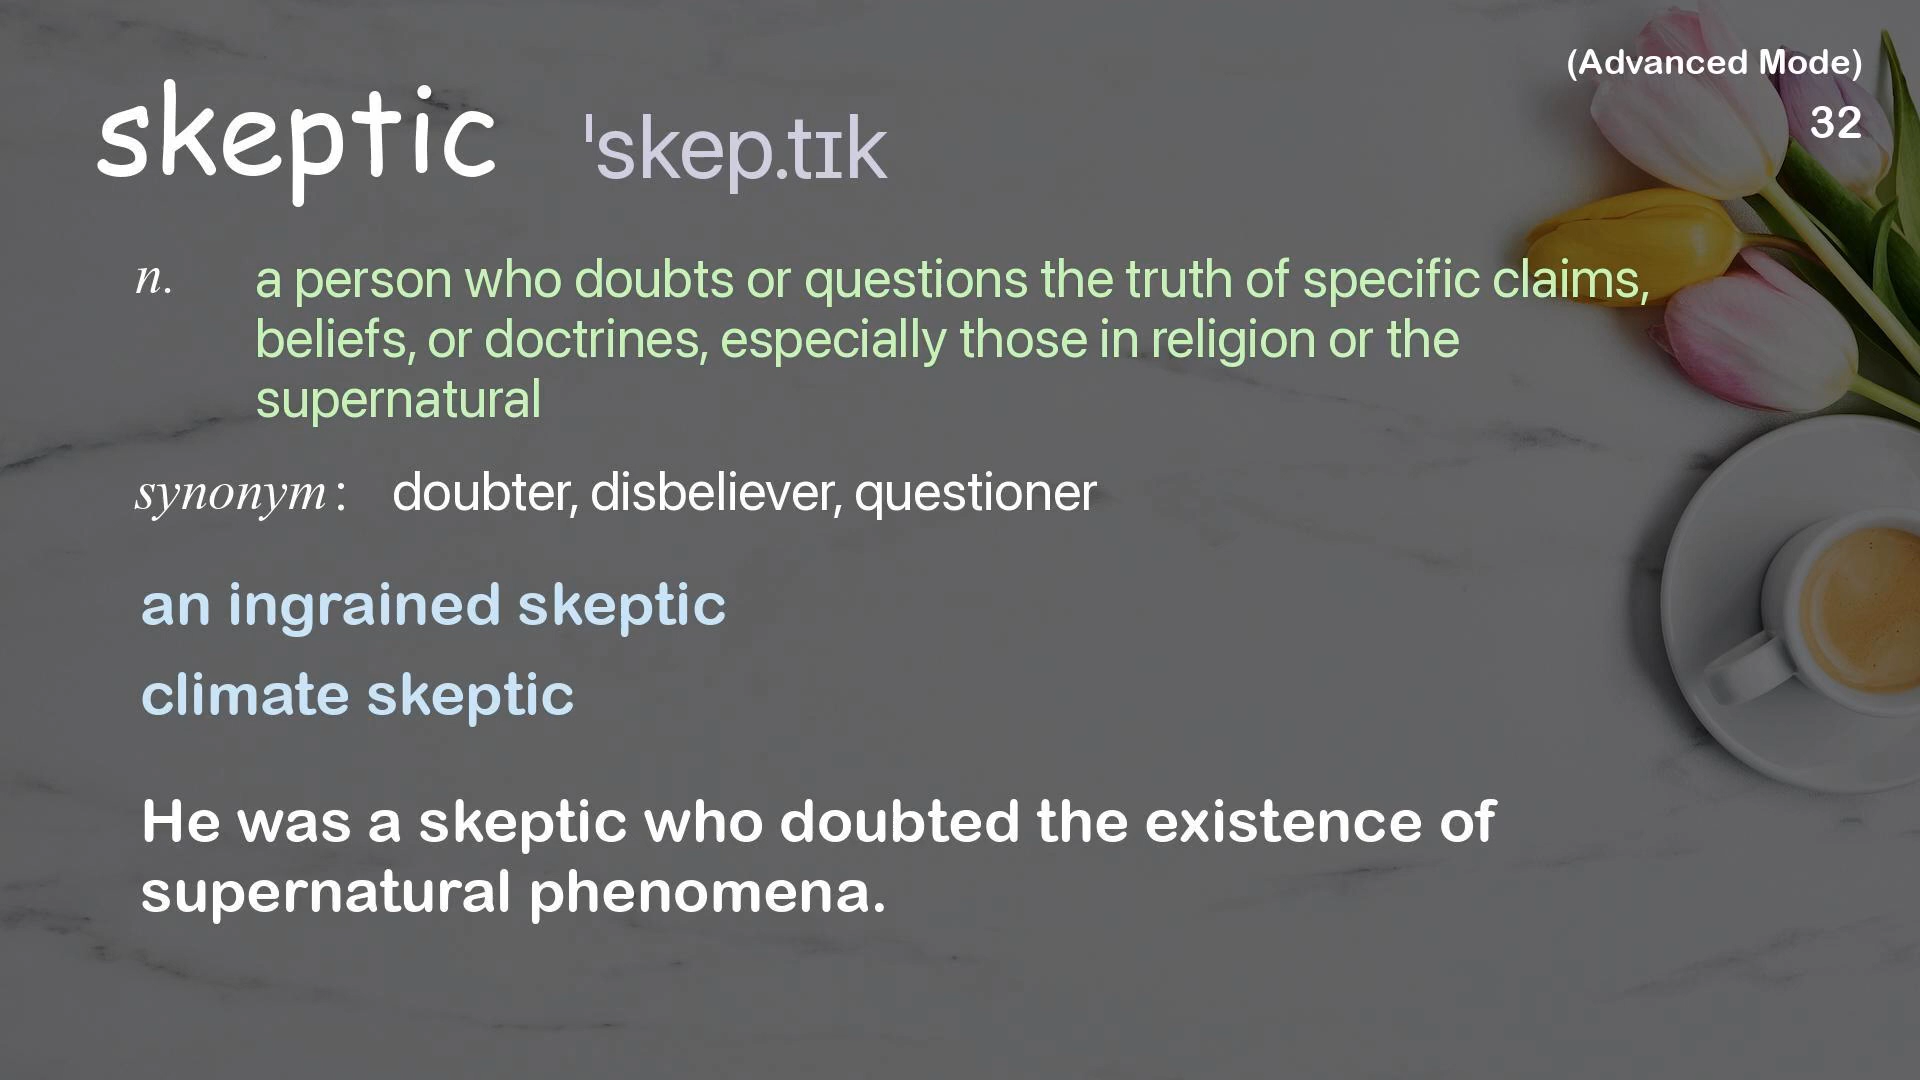 (Advanced Mode)
32
skeptic ˈskep.tɪk
n. a person who doubts or questions the truth of specific claims,
beliefs, or doctrines, especially those in religion or the
supernatural
synonym: doubter, disbeliever, questioner
an ingrained skeptic
climate skeptic
He was a skeptic who doubted the existence of
supernatural phenomena.